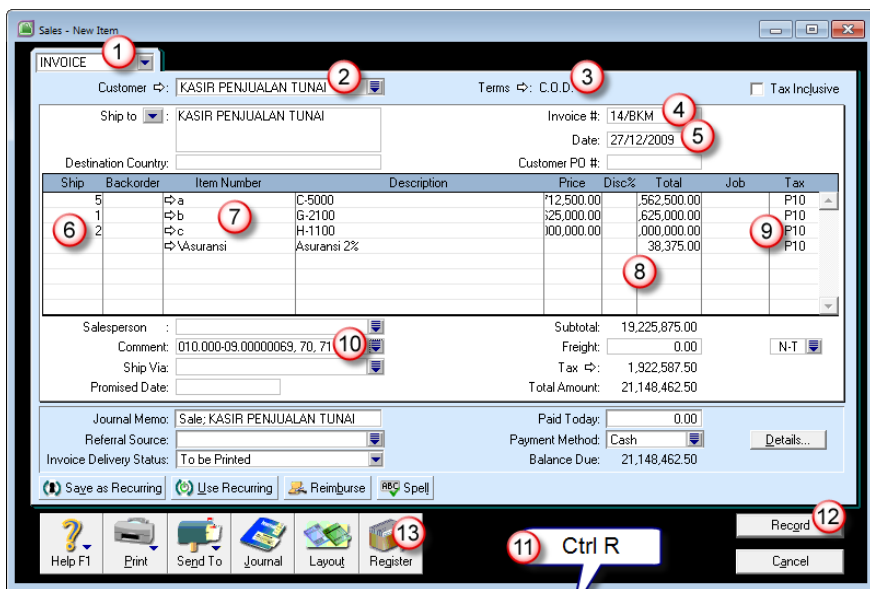 Sales - New Item
INVOICE 1
Customer ⇨: KASIR PENJUALAN TUNAI 2 Terms ⇨: C.O.D. 3 Tax Inclusive
Ship to : KASIR PENJUALAN TUNAI Invoice #: 14/BKM 4
Date: 27/12/2009 5
Destination Country: Customer PO #:
Ship Backorder Item Number Description Price Disc% Total Job Tax
5 ⇨a C-5000 712,500.00 ,562,500.00 P10
1 ⇨b G-2100 625,000.00 ,625,000.00 P10
6 2 ⇨c 7 H-1100 000,000.00 ,000,000.00 9 P10
⇨\Asuransi Asuransi 2% 38,375.00 P10
8
Salesperson : Subtotal: 19,225,875.00
Comment: 010.000-09.00000069, 70, 71 10 Freight: 0.00 N-T
Ship Via: Tax ⇨: 1,922,587.50
Promised Date: Total Amount: 21,148,462.50
Journal Memo: Sale; KASIR PENJUALAN TUNAI Paid Today: 0.00
Referral Source: Payment Method: Cash Details...
Invoice Delivery Status: To be Printed Balance Due: 21,148,462.50
Save as Recurring Use Recurring Reimburse ABC Spell
Help F1 Print Send To Journal Layout Register 13
11 Ctrl R
Record 12
Cancel